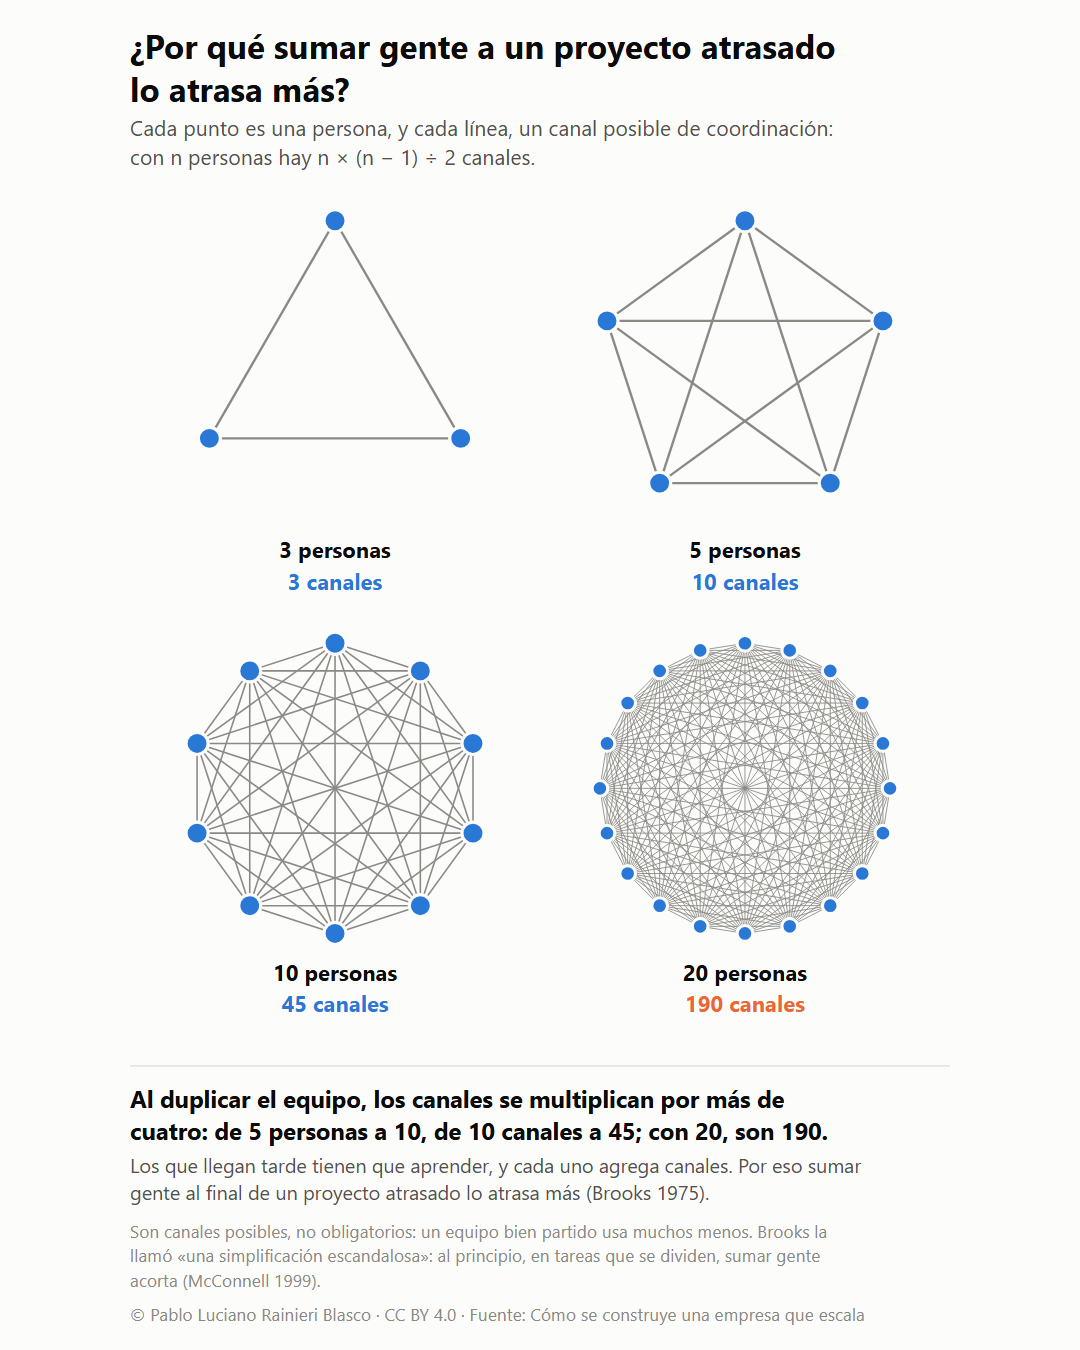 ¿Por qué sumar gente a un proyecto atrasado
lo atrasa más?
Cada punto es una persona, y cada línea, un canal posible de coordinación:
con n personas hay n × (n − 1) ÷ 2 canales.
3 personas
3 canales
5 personas
10 canales
10 personas
45 canales
20 personas
190 canales
Al duplicar el equipo, los canales se multiplican por más de
cuatro: de 5 personas a 10, de 10 canales a 45; con 20, son 190.
Los que llegan tarde tienen que aprender, y cada uno agrega canales. Por eso sumar
gente al final de un proyecto atrasado lo atrasa más (Brooks 1975).
Son canales posibles, no obligatorios: un equipo bien partido usa muchos menos. Brooks la
llamó «una simplificación escandalosa»: al principio, en tareas que se dividen, sumar gente
acorta (McConnell 1999).
© Pablo Luciano Rainieri Blasco · CC BY 4.0 · Fuente: Cómo se construye una empresa que escala